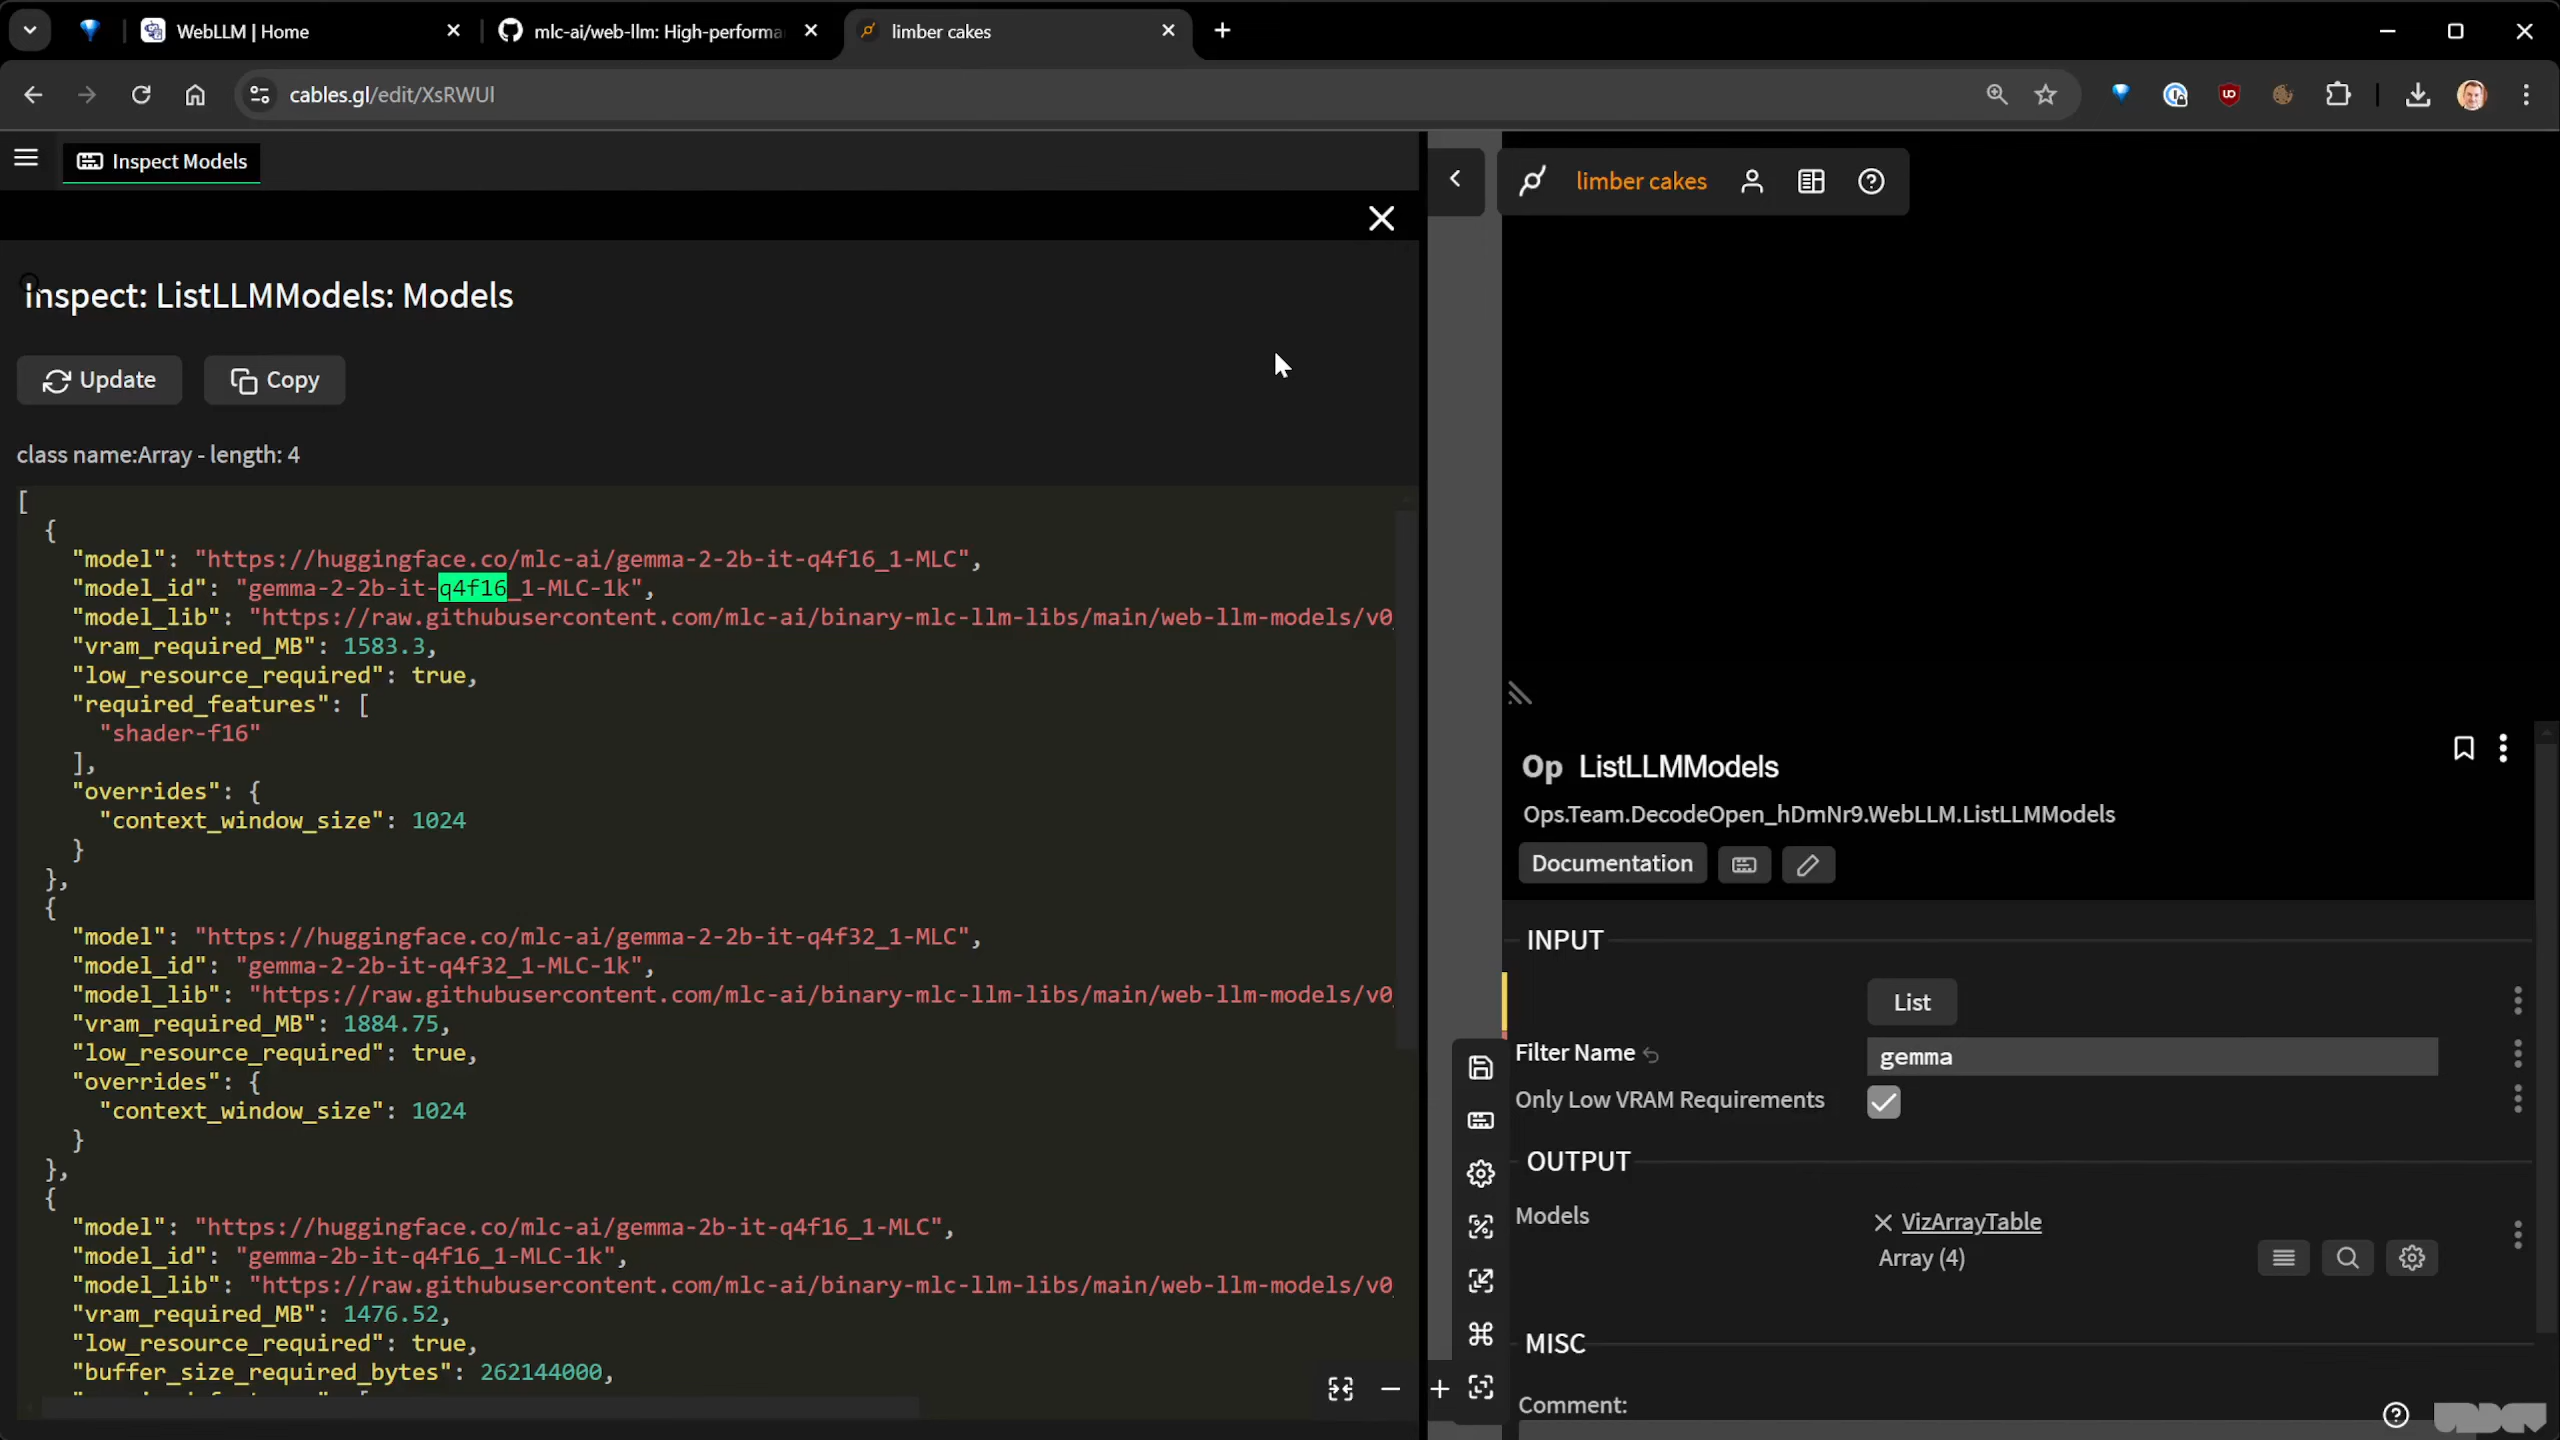 WebLLM | Home
mlc-ai/web-llm: High-performa
limber cakes
cables.gl/edit/XsRWUl
Inspect Models
limber cakes
Inspect: ListLLMModels: Models
Update
Copy
class name:Array - length: 4
[
{
"model": "https://huggingface.co/mlc-ai/gemma-2-2b-it-q4f16_1-MLC",
"model_id": "gemma-2-2b-it-q4f16_1-MLC-1k",
"model_lib": "https://raw.githubusercontent.com/mlc-ai/binary-mlc-llm-libs/main/web-llm-models/v0_
"vram_required_MB": 1583.3,
"low_resource_required": true,
"required_features": [
"shader-f16"
],
"overrides": {
"context_window_size": 1024
}
},
{
"model": "https://huggingface.co/mlc-ai/gemma-2-2b-it-q4f32_1-MLC",
"model_id": "gemma-2-2b-it-q4f32_1-MLC-1k",
"model_lib": "https://raw.githubusercontent.com/mlc-ai/binary-mlc-llm-libs/main/web-llm-models/v0_
"vram_required_MB": 1884.75,
"low_resource_required": true,
"overrides": {
"context_window_size": 1024
}
},
{
"model": "https://huggingface.co/mlc-ai/gemma-2b-it-q4f16_1-MLC",
"model_id": "gemma-2b-it-q4f16_1-MLC-1k",
"model_lib": "https://raw.githubusercontent.com/mlc-ai/binary-mlc-llm-libs/main/web-llm-models/v0_
"vram_required_MB": 1476.52,
"low_resource_required": true,
"buffer_size_required_bytes": 262144000,
Op ListLLMModels
Ops.Team.DecodeOpen_hDmNr9.WebLLM.ListLLMModels
Documentation
INPUT
List
Filter Name
gemma
Only Low VRAM Requirements
OUTPUT
Models
VizArrayTable
Array (4)
MISC
Comment: